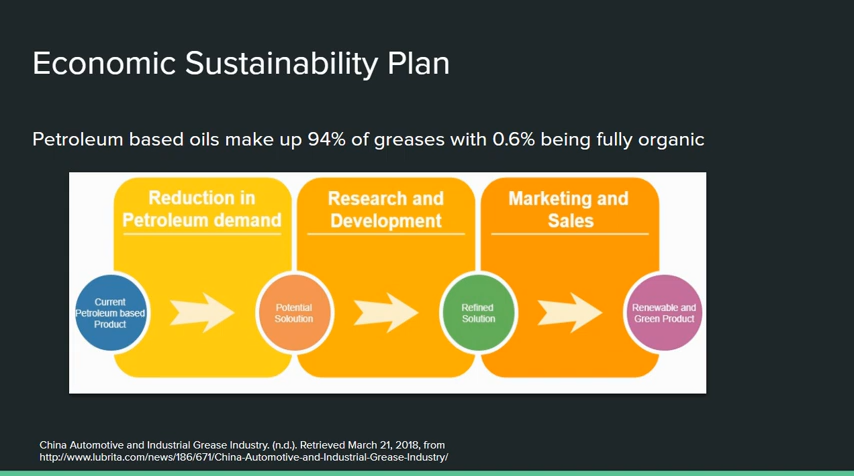 Economic Sustainability Plan
Petroleum based oils make up 94% of greases with 0.6% being fully organic
Reduction in
Petroleum demand
Research and
Development
Marketing and
Sales
Current
Petroleum based
Product
Potential
Soloution
Refined
Solution
Renewable and
Green Product
China Automotive and Industrial Grease Industry. (n.d.). Retrieved March 21, 2018, from
http://www.lubrita.com/news/186/671/China-Automotive-and-Industrial-Grease-Industry/